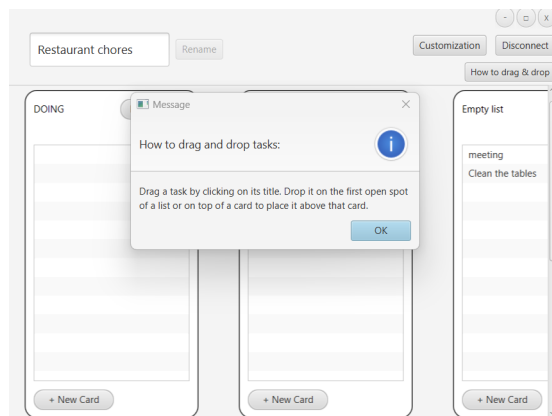 - □ x
Restaurant chores
Rename
Customization
Disconnect
How to drag & drop
DOING
Empty list
Message
How to drag and drop tasks:
i
Drag a task by clicking on its title. Drop it on the first open spot
of a list or on top of a card to place it above that card.
OK
meeting
Clean the tables
+ New Card
+ New Card
+ New Card